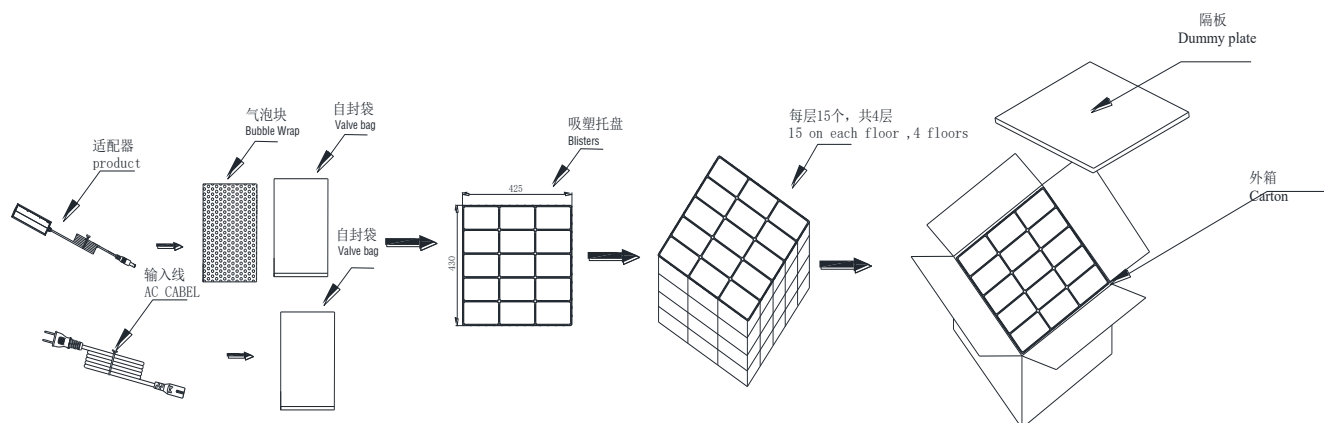 隔板
Dummy plate
自封袋
Valve bag
气泡块
Bubble Wrap
每层15个，共4层
15 on each floor ,4 floors
吸塑托盘
Blisters
适配器
product
外箱
Carton
425
自封袋
Valve bag
430
输入线
AC CABEL